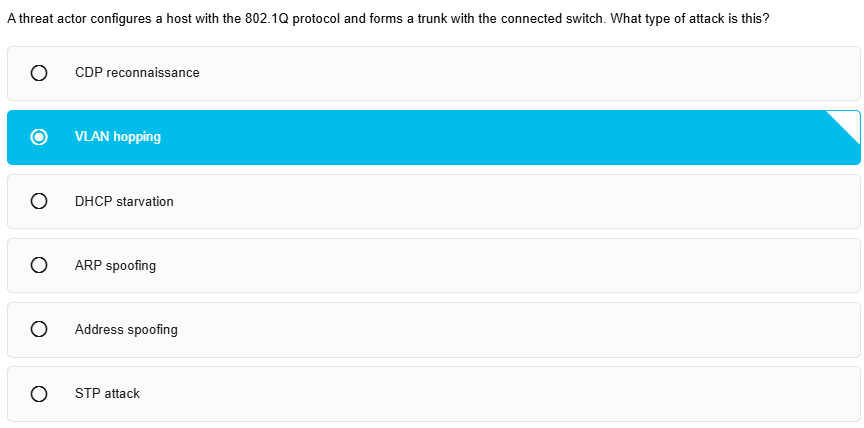 A threat actor configures a host with the 802.1Q protocol and forms a trunk with the connected switch. What type of attack is this?
CDP reconnaissance
VLAN hopping
DHCP starvation
ARP spoofing
Address spoofing
STP attack